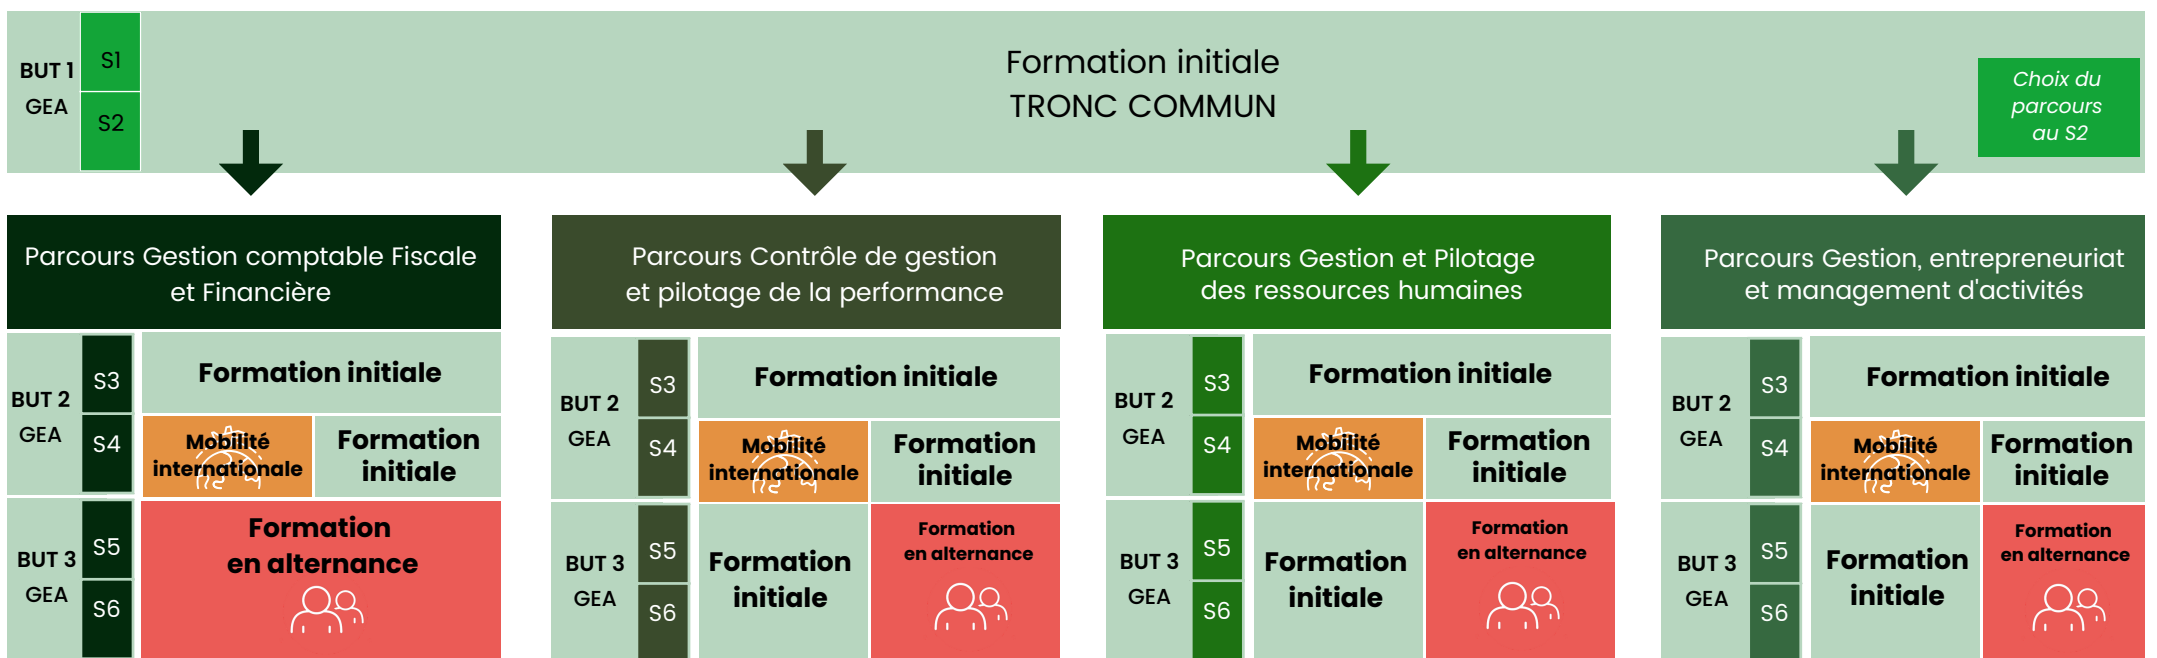 BUT 1
GEA
S1
S2
Formation initiale
TRONC COMMUN
Choix du
parcours
au S2
Parcours Gestion comptable Fiscale
et Financière
BUT 2
GEA
S3
S4
Formation initiale
Mobilité
internationale
Formation
initiale
BUT 3
GEA
S5
S6
Formation
en alternance
Parcours Contrôle de gestion
et pilotage de la performance
BUT 2
GEA
S3
S4
Formation initiale
Mobilité
internationale
Formation
initiale
BUT 3
GEA
S5
S6
Formation
initiale
Formation
en alternance
Parcours Gestion et Pilotage
des ressources humaines
BUT 2
GEA
S3
S4
Formation initiale
Mobilité
internationale
Formation
initiale
BUT 3
GEA
S5
S6
Formation
initiale
Formation
en alternance
Parcours Gestion, entrepreneuriat
et management d'activités
BUT 2
GEA
S3
S4
Formation initiale
Mobilité
internationale
Formation
initiale
BUT 3
GEA
S5
S6
Formation
initiale
Formation
en alternance